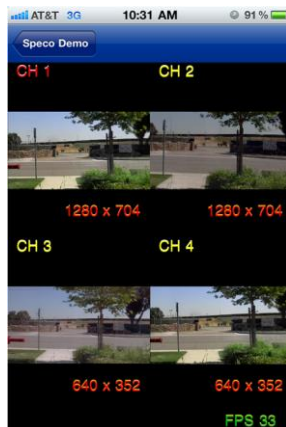 AT&T 3G 10:31 AM 91%
Speco Demo
CH 1 CH 2
1280 x 704 1280 x 704
CH 3 CH 4
640 x 352 640 x 352
FPS 33